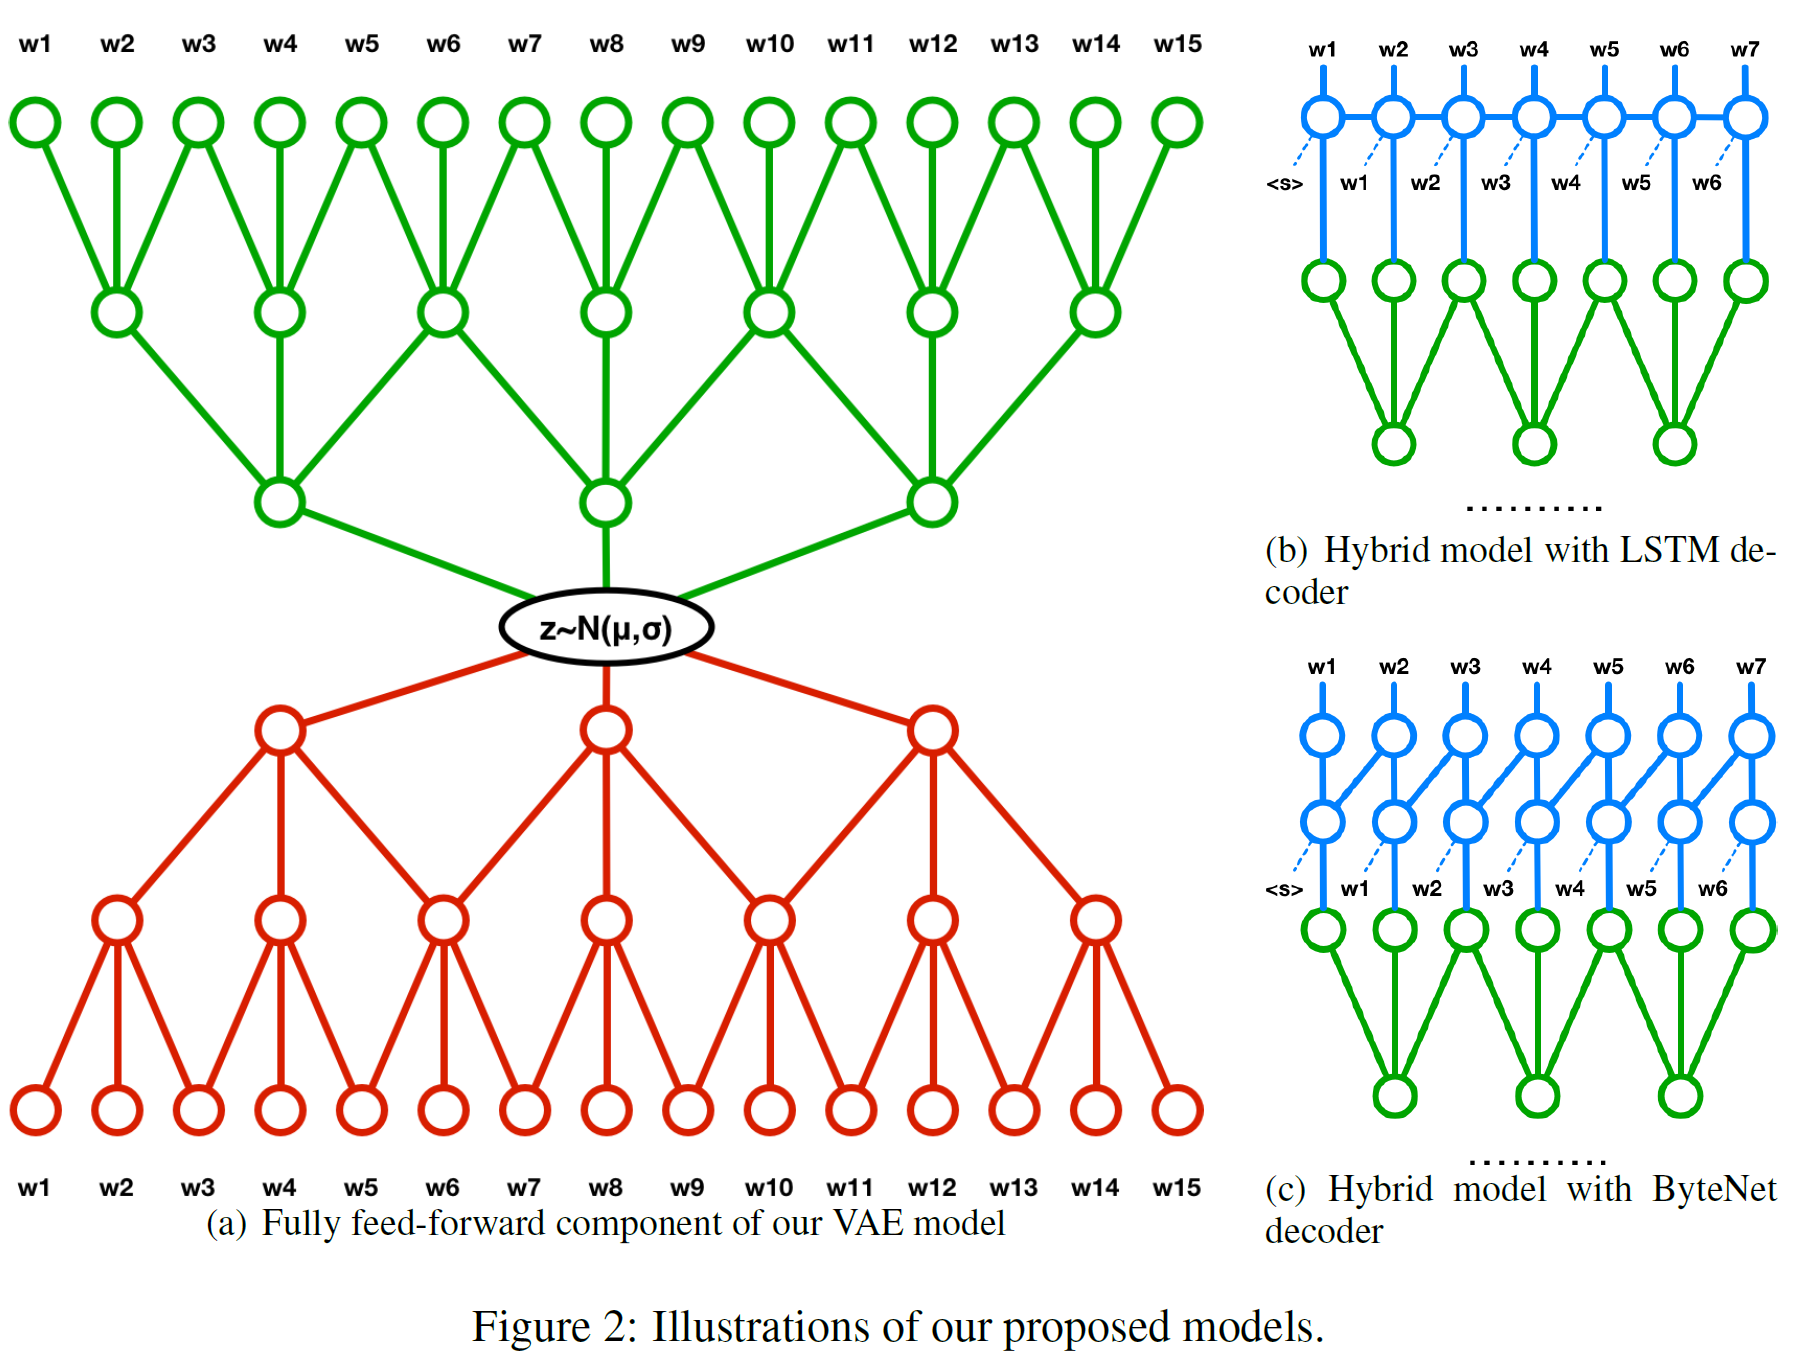 w1 w2 w3 w4 w5 w6 w7 w8 w9 w10 w11 w12 w13 w14 w15
z~N(μ,σ)
w1 w2 w3 w4 w5 w6 w7 w8 w9 w10 w11 w12 w13 w14 w15
(a) Fully feed-forward component of our VAE model
w1 w2 w3 w4 w5 w6 w7
<s> w1 w2 w3 w4 w5 w6
..........
(b) Hybrid model with LSTM de-
coder
w1 w2 w3 w4 w5 w6 w7
<s> w1 w2 w3 w4 w5 w6
..........
(c) Hybrid model with ByteNet
decoder
Figure 2: Illustrations of our proposed models.